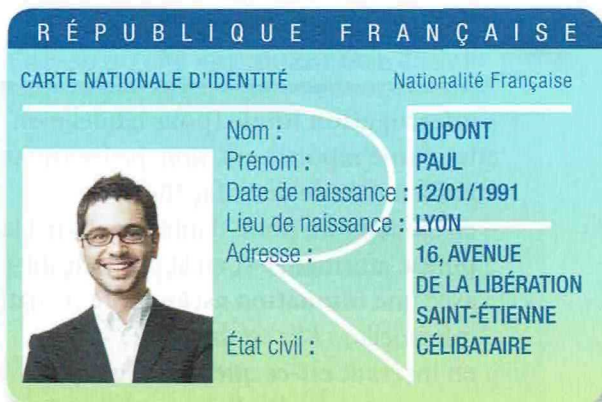 RÉPUBLIQUE FRANÇAISE
CARTE NATIONALE D'IDENTITÉ Nationalité Française
Nom : DUPONT
Prénom : PAUL
Date de naissance : 12/01/1991
Lieu de naissance : LYON
Adresse : 16, AVENUE
DE LA LIBÉRATION
SAINT-ÉTIENNE
État civil : CÉLIBATAIRE
RF